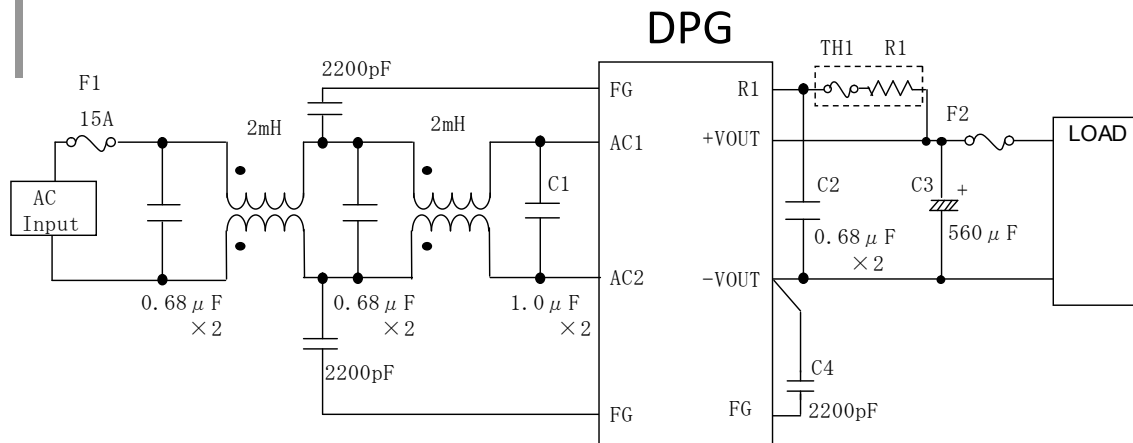 DPG
F1
15A
2200pF
2mH
2mH
TH1 R1
F2
FG
AC1
AC2
FG
R1
+VOUT
-VOUT
FG
LOAD
AC
Input
C1
C2
C3
+
0.68μF
×2
560μF
0.68μF
×2
0.68μF
×2
1.0μF
×2
2200pF
C4
2200pF